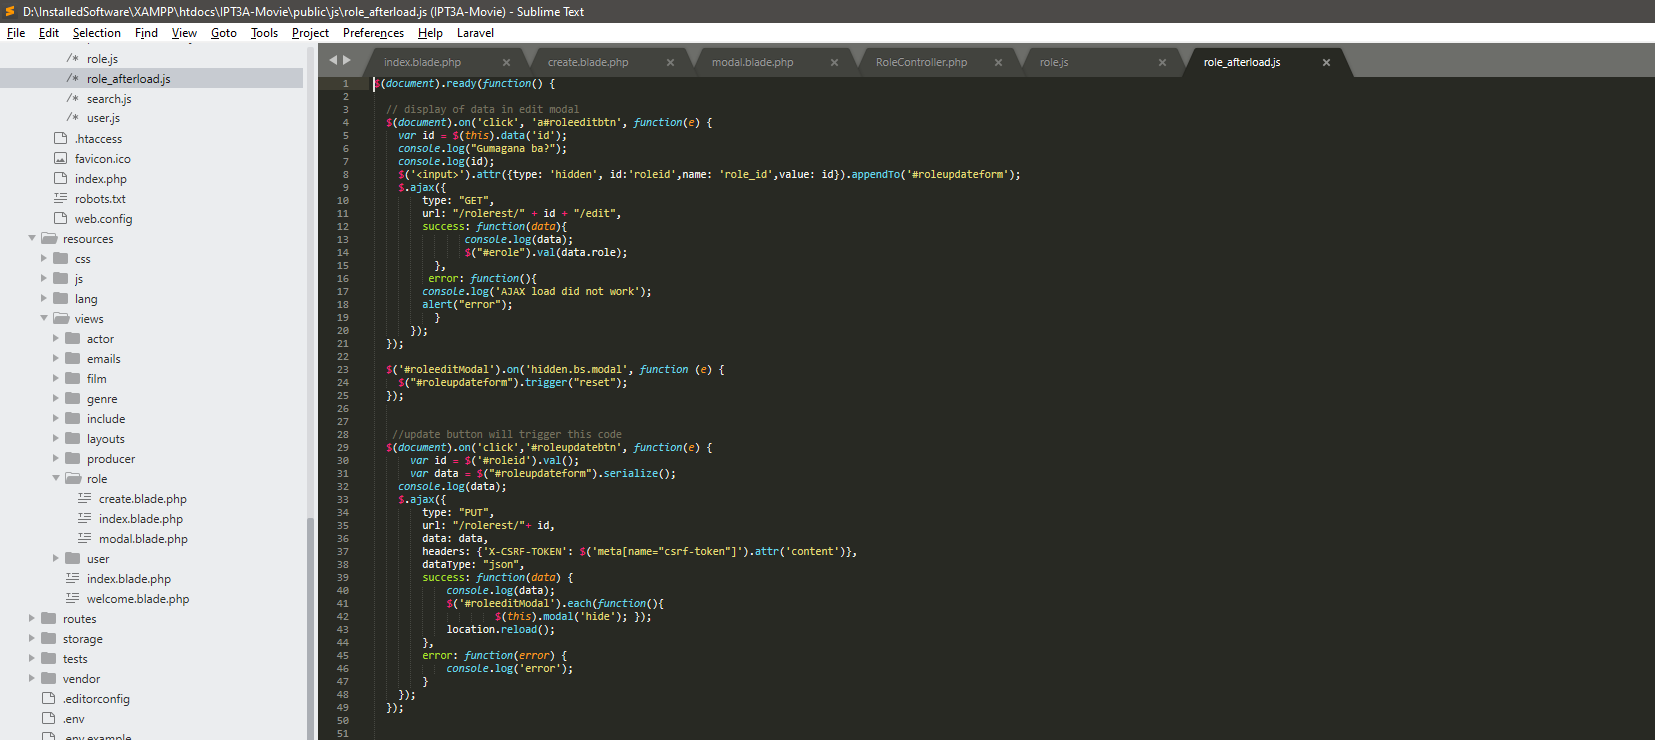 D:\InstalledSoftware\XAMPP\htdocs\IPT3A-Movie\public\js\role_afterload.js (IPT3A-Movie) - Sublime Text
File Edit Selection Find View Goto Tools Project Preferences Help Laravel
/* role.js
/* role_afterload.js
/* search.js
/* user.js
.htaccess
favicon.ico
index.php
robots.txt
web.config
resources
css
js
lang
views
actor
emails
film
genre
include
layouts
producer
role
create.blade.php
index.blade.php
modal.blade.php
user
index.blade.php
welcome.blade.php
routes
storage
tests
vendor
.editorconfig
.env
.env.example
index.blade.php × create.blade.php × modal.blade.php × RoleController.php × role.js × role_afterload.js ×
1 $(document).ready(function() {
2
3 // display of data in edit modal
4 $(document).on('click', 'a#roleeditbtn', function(e) {
5 var id = $(this).data('id');
6 console.log("Gumagana ba?");
7 console.log(id);
8 $('<input>').attr({type: 'hidden', id:'roleid',name: 'role_id',value: id}).appendTo('#roleupdateform');
9 $.ajax({
10 type: "GET",
11 url: "/rolerest/" + id + "/edit",
12 success: function(data){
13 console.log(data);
14 $("#erole").val(data.role);
15 },
16 error: function(){
17 console.log('AJAX load did not work');
18 alert("error");
19 }
20 });
21 });
22
23 $('#roleeditModal').on('hidden.bs.modal', function (e) {
24 $("#roleupdateform").trigger("reset");
25 });
26
27
28 //update button will trigger this code
29 $(document).on('click','#roleupdatebtn', function(e) {
30 var id = $('#roleid').val();
31 var data = $("#roleupdateform").serialize();
32 console.log(data);
33 $.ajax({
34 type: "PUT",
35 url: "/rolerest/"+ id,
36 data: data,
37 headers: {'X-CSRF-TOKEN': $('meta[name="csrf-token"]').attr('content')},
38 dataType: "json",
39 success: function(data) {
40 console.log(data);
41 $('#roleeditModal').each(function(){
42 $(this).modal('hide'); });
43 location.reload();
44 },
45 error: function(error) {
46 console.log('error');
47 }
48 });
49 });
50
51